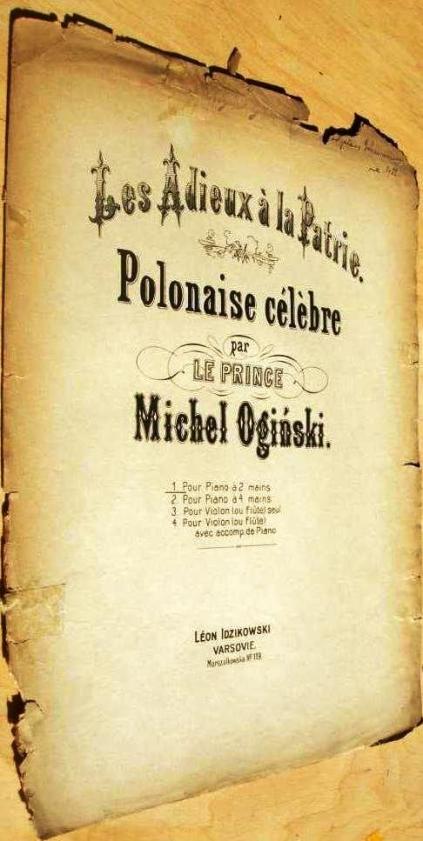 Les Adieux à la Patrie.
Polonaise célèbre
par
LE PRINCE
Michel Ogiński.
1 Pour Piano à 2 mains
2 Pour Piano à 4 mains
3 Pour Violon (ou Flûte) seul
4 Pour Violon (ou Flûte)
avec accomp. de Piano
LÉON IDZIKOWSKI
VARSOVIE.
Marszałkowska Nº 119.